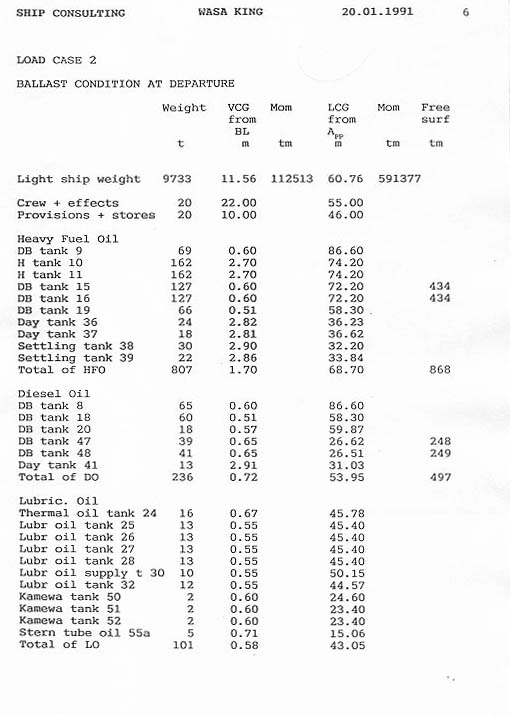 SHIP CONSULTING WASA KING 20.01.1991 6
LOAD CASE 2
BALLAST CONDITION AT DEPARTURE
Weight VCG Mom LCG Mom Free
from from surf
BL App
t m tm m tm tm
Light ship weight 9733 11.56 112513 60.76 591377
Crew + effects 20 22.00 55.00
Provisions + stores 20 10.00 46.00
Heavy Fuel Oil
DB tank 9 69 0.60 86.60
H tank 10 162 2.70 74.20
H tank 11 162 2.70 74.20
DB tank 15 127 0.60 72.20 434
DB tank 16 127 0.60 72.20 434
DB tank 19 66 0.51 58.30
Day tank 36 24 2.82 36.23
Day tank 37 18 2.81 36.62
Settling tank 38 30 2.90 32.20
Settling tank 39 22 2.86 33.84
Total of HFO 807 1.70 68.70 868
Diesel Oil
DB tank 8 65 0.60 86.60
DB tank 18 60 0.51 58.30
DB tank 20 18 0.57 59.87
DB tank 47 39 0.65 26.62 248
DB tank 48 41 0.65 26.51 249
Day tank 41 13 2.91 31.03
Total of DO 236 0.72 53.95 497
Lubric. Oil
Thermal oil tank 24 16 0.67 45.78
Lubr oil tank 25 13 0.55 45.40
Lubr oil tank 26 13 0.55 45.40
Lubr oil tank 27 13 0.55 45.40
Lubr oil tank 28 13 0.55 45.40
Lubr oil supply t 30 10 0.55 50.15
Lubr oil tank 32 12 0.55 44.57
Kamewa tank 50 2 0.60 24.60
Kamewa tank 51 2 0.60 23.40
Kamewa tank 52 2 0.60 23.40
Stern tube oil 55a 5 0.71 15.06
Total of LO 101 0.58 43.05